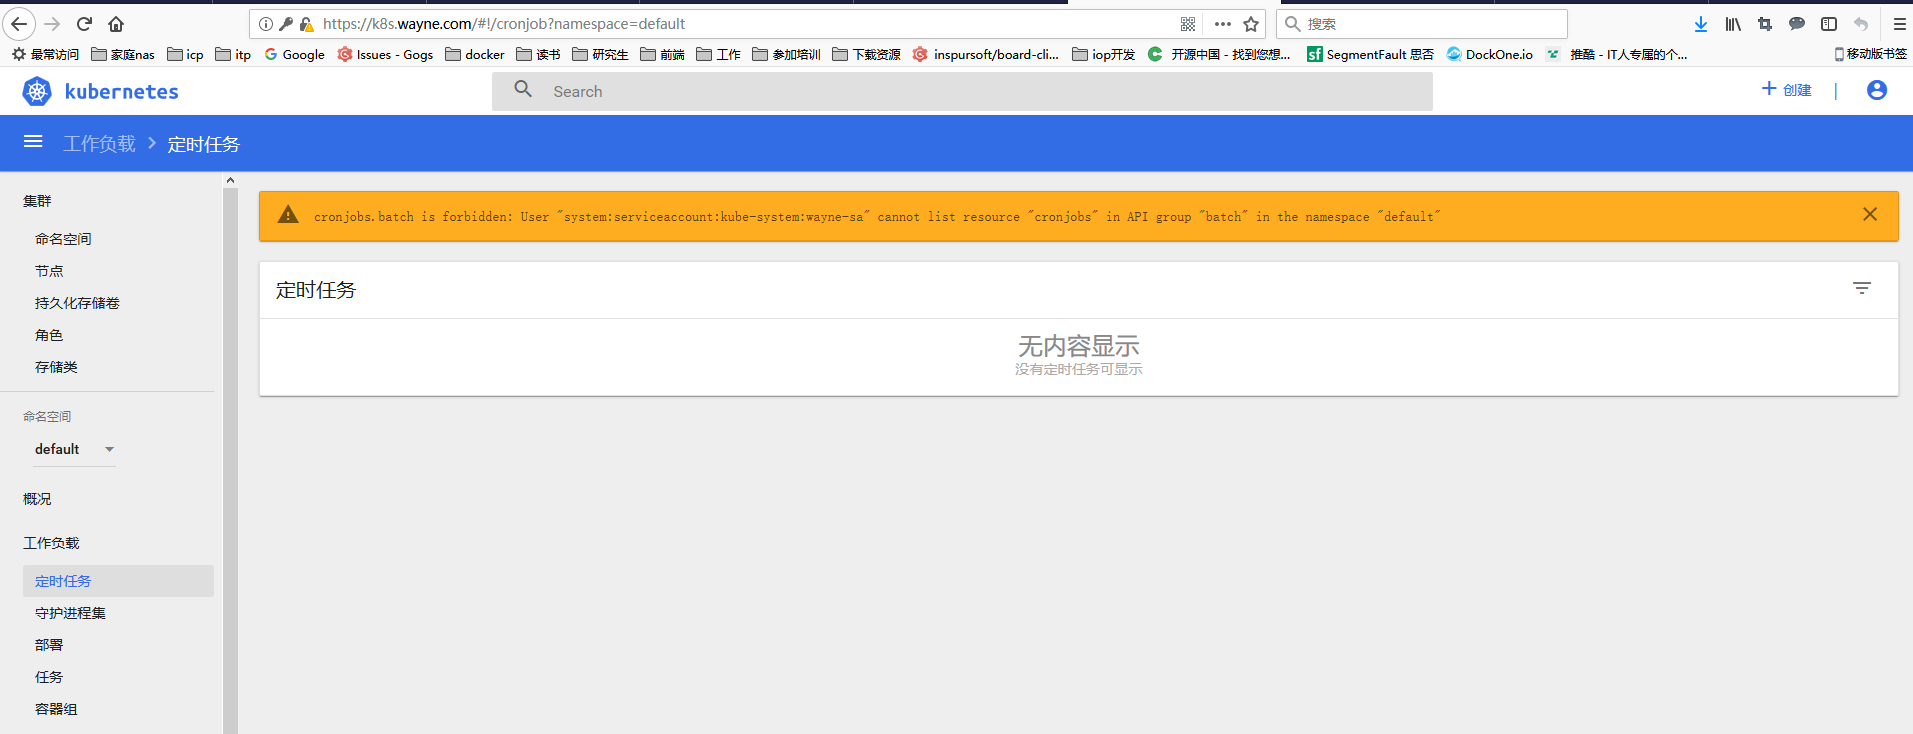 https://k8s.wayne.com/#!/cronjob?namespace=default
搜索
最常访问 家庭nas icp itp Google Issues - Gogs docker 读书 研究生 前端 工作 参加培训 下载资源 inspursoft/board-cli... iop开发 开源中国 - 找到您想... SegmentFault 思否 DockOne.io 推酷 - IT人专属的个... 移动版书签
kubernetes
Search
+ 创建 |
工作负载 > 定时任务
集群
命名空间
节点
持久化存储卷
角色
存储类
命名空间
default
概况
工作负载
定时任务
守护进程集
部署
任务
容器组
cronjobs.batch is forbidden: User "system:serviceaccount:kube-system:wayne-sa" cannot list resource "cronjobs" in API group "batch" in the namespace "default"
定时任务
无内容显示
没有定时任务可显示